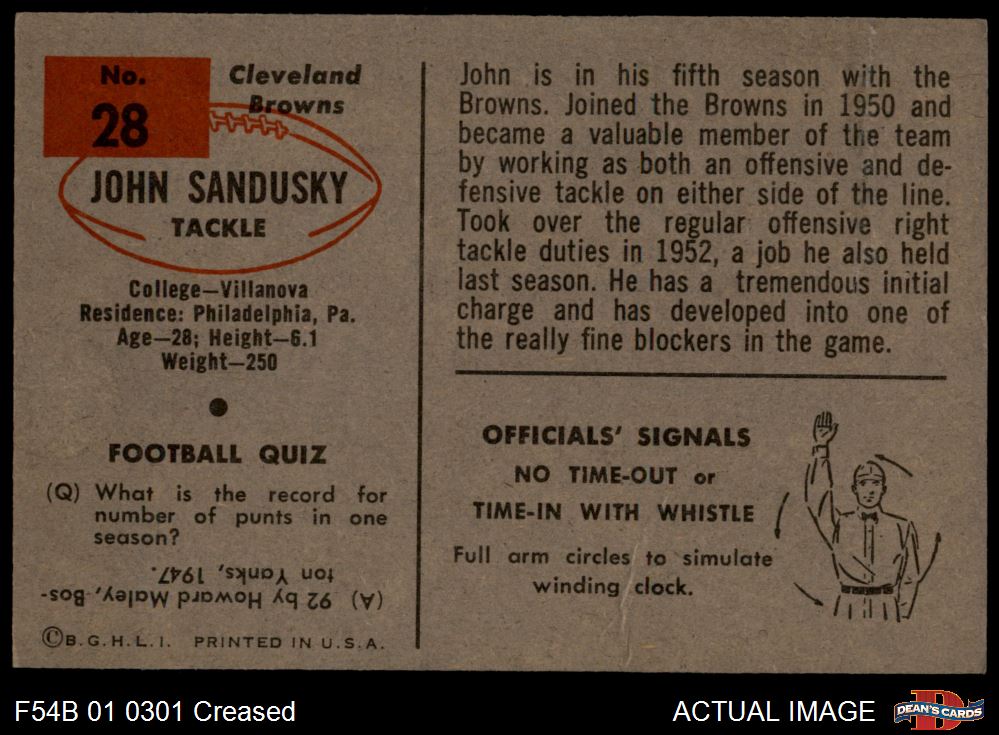 No.
28
Cleveland
Browns
JOHN SANDUSKY
TACKLE
College—Villanova
Residence: Philadelphia, Pa.
Age—28; Height—6.1
Weight—250
FOOTBALL QUIZ
(Q) What is the record for
number of punts in one
season?
(A) 92 by Howard Maley, Bos-
ton Yanks, 1947.
©B.G.H.L.I. PRINTED IN U.S.A.
John is in his fifth season with the
Browns. Joined the Browns in 1950 and
became a valuable member of the team
by working as both an offensive and de-
fensive tackle on either side of the line.
Took over the regular offensive right
tackle duties in 1952, a job he also held
last season. He has a tremendous initial
charge and has developed into one of
the really fine blockers in the game.
OFFICIALS' SIGNALS
NO TIME-OUT or
TIME-IN WITH WHISTLE
Full arm circles to simulate
winding clock.
F54B 01 0301 Creased
ACTUAL IMAGE
DEAN'S CARDS